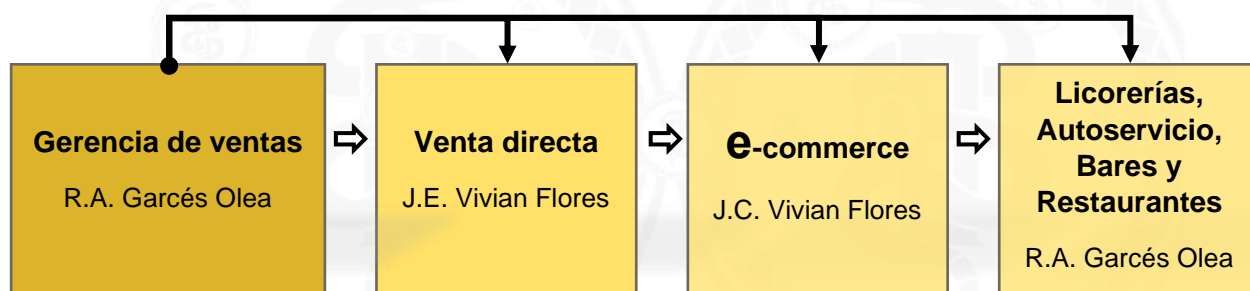 Gerencia de ventas
R.A. Garcés Olea
Venta directa
J.E. Vivian Flores
e-commerce
J.C. Vivian Flores
Licorerías,
Autoservicio,
Bares y
Restaurantes
R.A. Garcés Olea